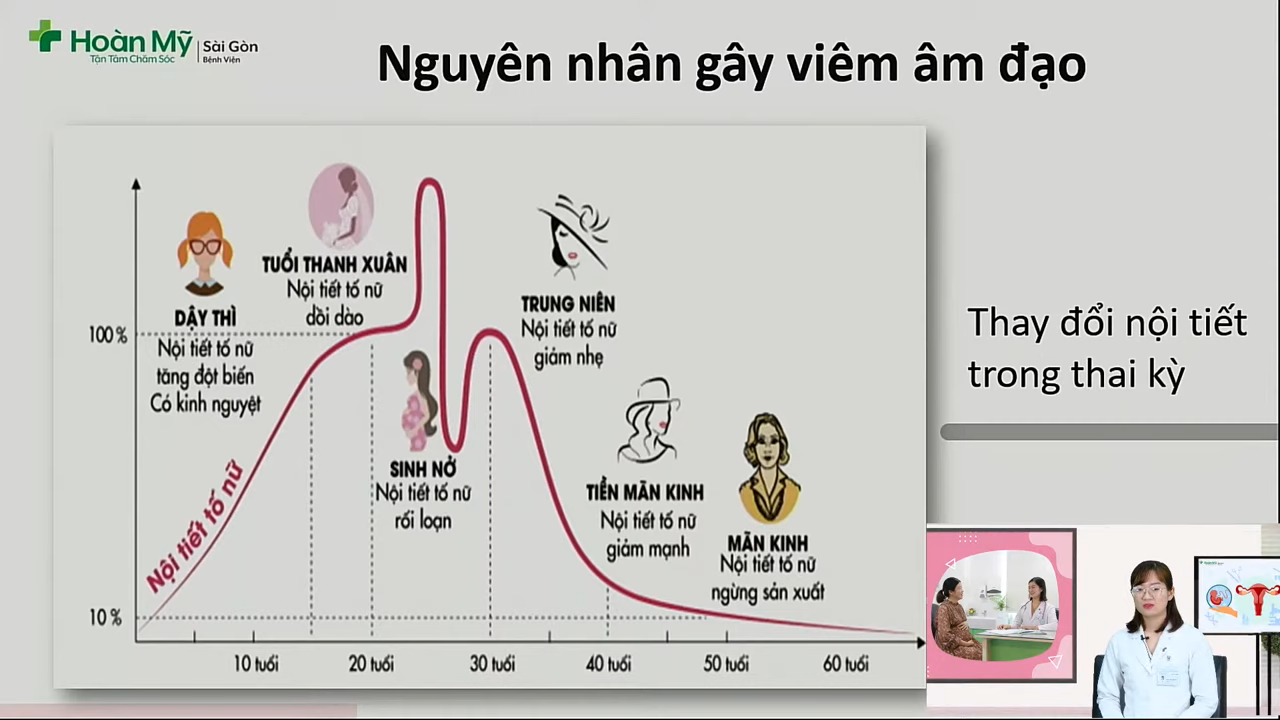 Hoàn Mỹ
Tận Tâm Chăm Sóc
Sài Gòn
Bệnh Viện
Nguyên nhân gây viêm âm đạo
DẬY THÌ
Nội tiết tố nữ
tăng đột biến
Có kinh nguyệt
TUỔI THANH XUÂN
Nội tiết tố nữ
dồi dào
SINH NỞ
Nội tiết tố nữ
rối loạn
TRUNG NIÊN
Nội tiết tố nữ
giảm nhẹ
TIỀN MÃN KINH
Nội tiết tố nữ
giảm mạnh
MÃN KINH
Nội tiết tố nữ
ngừng sản xuất
Nội tiết tố nữ
100%
10 %
10 tuổi
20 tuổi
30 tuổi
40 tuổi
50 tuổi
60 tuổi
Thay đổi nội tiết
trong thai kỳ